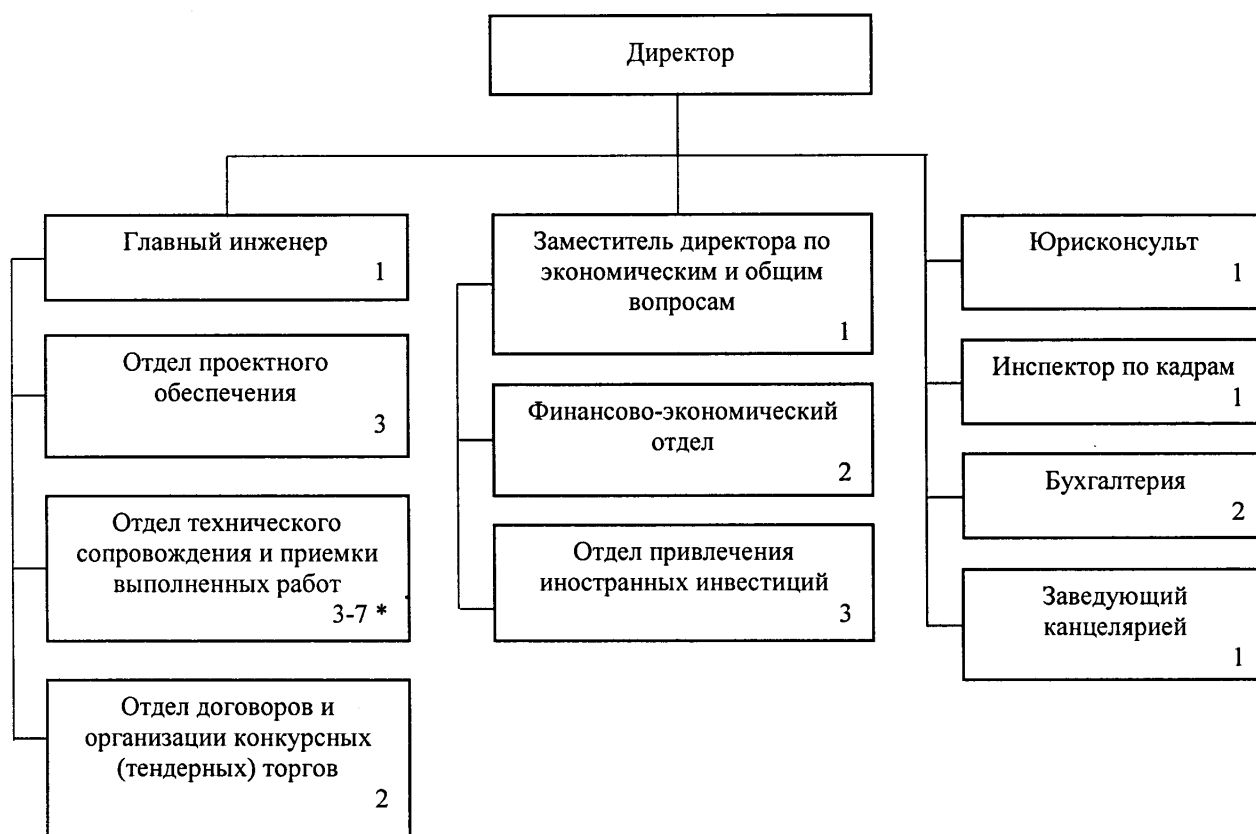 Директор
Главный инженер
1
Отдел проектного
обеспечения
3
Отдел технического
сопровождения и приемки
выполненных работ
3-7 *
Отдел договоров и
организации конкурсных
(тендерных) торгов
2
Заместитель директора по
экономическим и общим
вопросам
1
Финансово-экономический
отдел
2
Отдел привлечения
иностранных инвестиций
3
Юрисконсульт
1
Инспектор по кадрам
1
Бухгалтерия
2
Заведующий
канцелярией
1